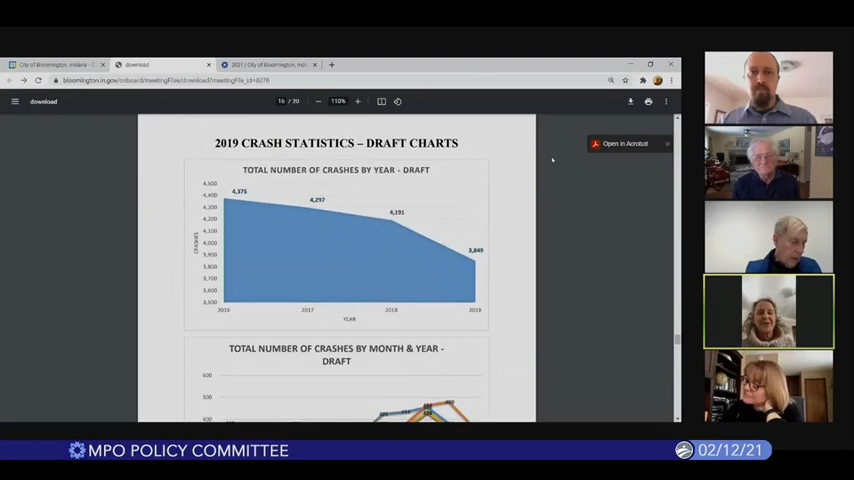 City of Bloomington, Indiana - C
download
2021 | City of Bloomington, Indi
bloomington.in.gov/onboard/meetingFiles/download?meetingFile_id=8276
download
16 / 20
110%
2019 CRASH STATISTICS – DRAFT CHARTS
Open in Acrobat
TOTAL NUMBER OF CRASHES BY YEAR - DRAFT
4,500
4,400
4,300
4,200
4,100
4,000
3,900
3,800
3,700
3,600
3,500
CRASHES
4,375
4,297
4,191
3,849
2016
2017
2018
2019
YEAR
TOTAL NUMBER OF CRASHES BY MONTH & YEAR -
DRAFT
600
500
400
MPO POLICY COMMITTEE
02/12/21